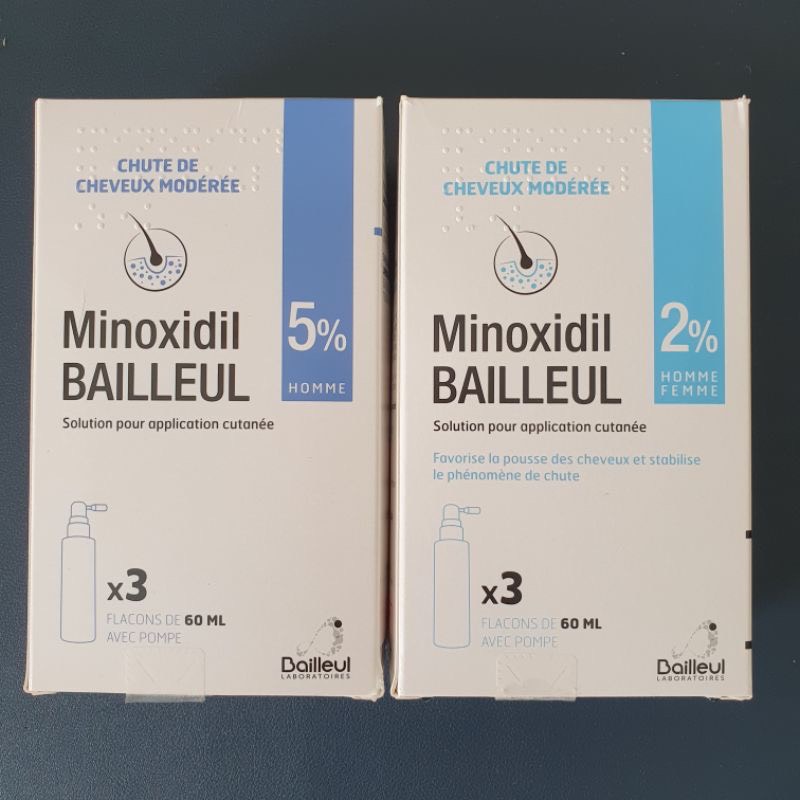 CHUTE DE
CHEVEUX MODÉRÉE
Minoxidil
BAILLEUL
5%
HOMME
Solution pour application cutanée
x3
FLACONS DE 60 ML
AVEC POMPE
Bailleul
LABORATOIRES
CHUTE DE
CHEVEUX MODÉRÉE
Minoxidil
BAILLEUL
2%
HOMME
FEMME
Solution pour application cutanée
Favorise la pousse des cheveux et stabilise
le phénomène de chute
x3
FLACONS DE 60 ML
AVEC POMPE
Bailleul
LABORATOIRES